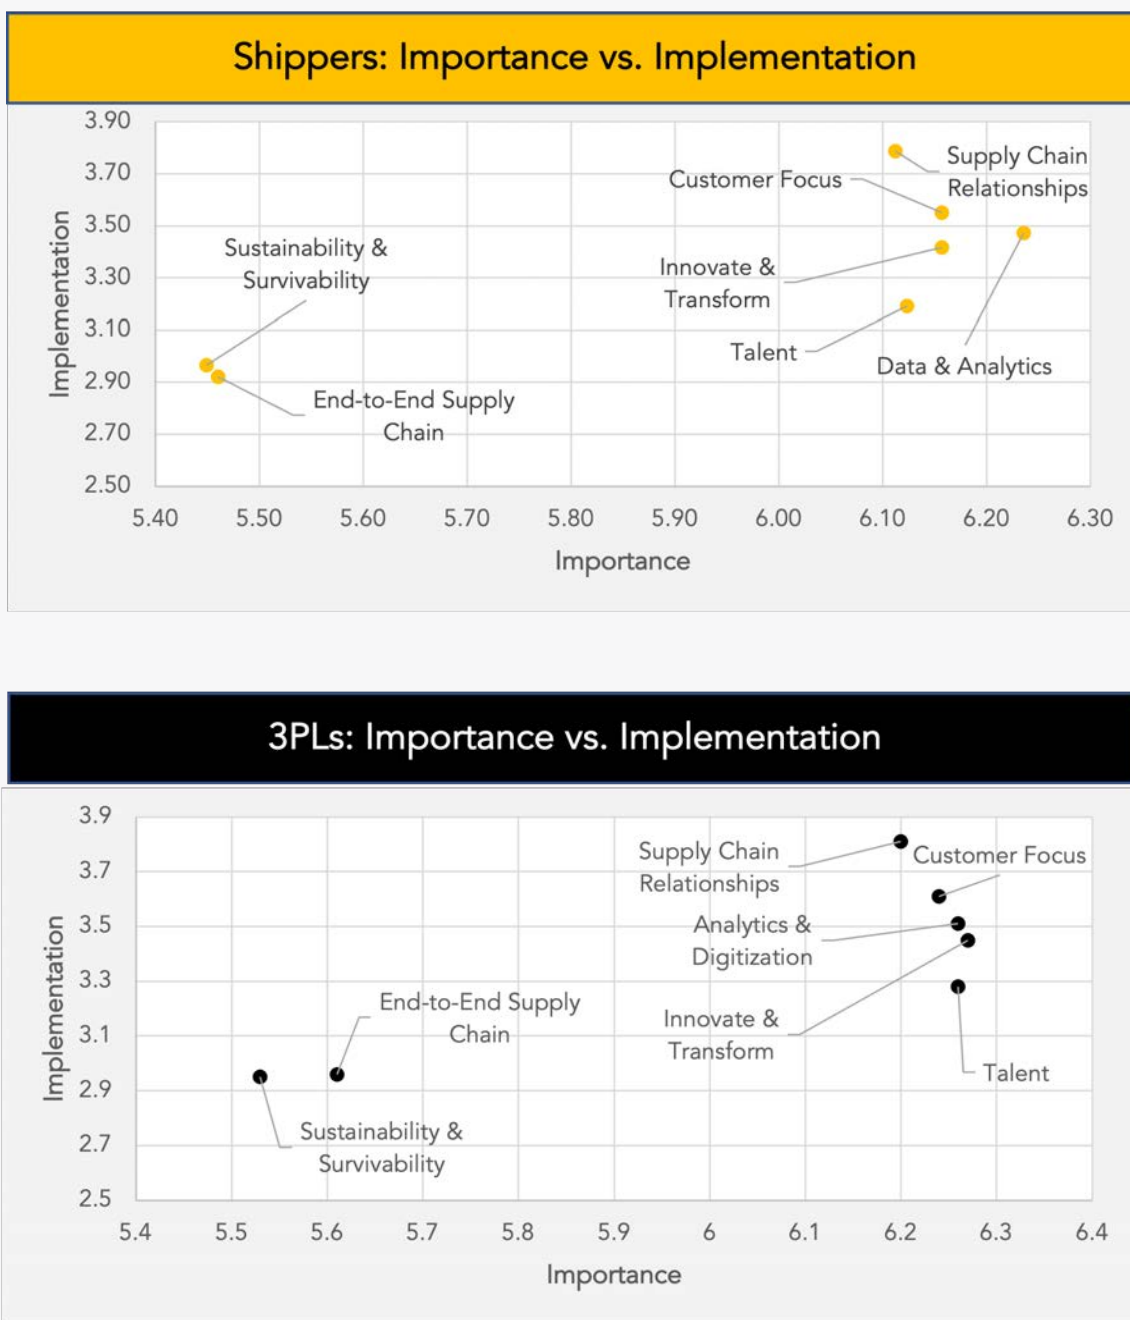 Shippers: Importance vs. Implementation
3.90
3.70
3.50
3.30
3.10
2.90
2.70
2.50
Implementation
Supply Chain
Relationships
Customer Focus
Sustainability &
Survivability
Innovate &
Transform
Talent
Data & Analytics
End-to-End Supply
Chain
5.40 5.50 5.60 5.70 5.80 5.90 6.00 6.10 6.20 6.30
Importance
3PLs: Importance vs. Implementation
3.9
3.7
3.5
3.3
3.1
2.9
2.7
2.5
Implementation
Supply Chain
Relationships
Customer Focus
Analytics &
Digitization
End-to-End Supply
Chain
Innovate &
Transform
Talent
Sustainability &
Survivability
5.4 5.5 5.6 5.7 5.8 5.9 6 6.1 6.2 6.3 6.4
Importance